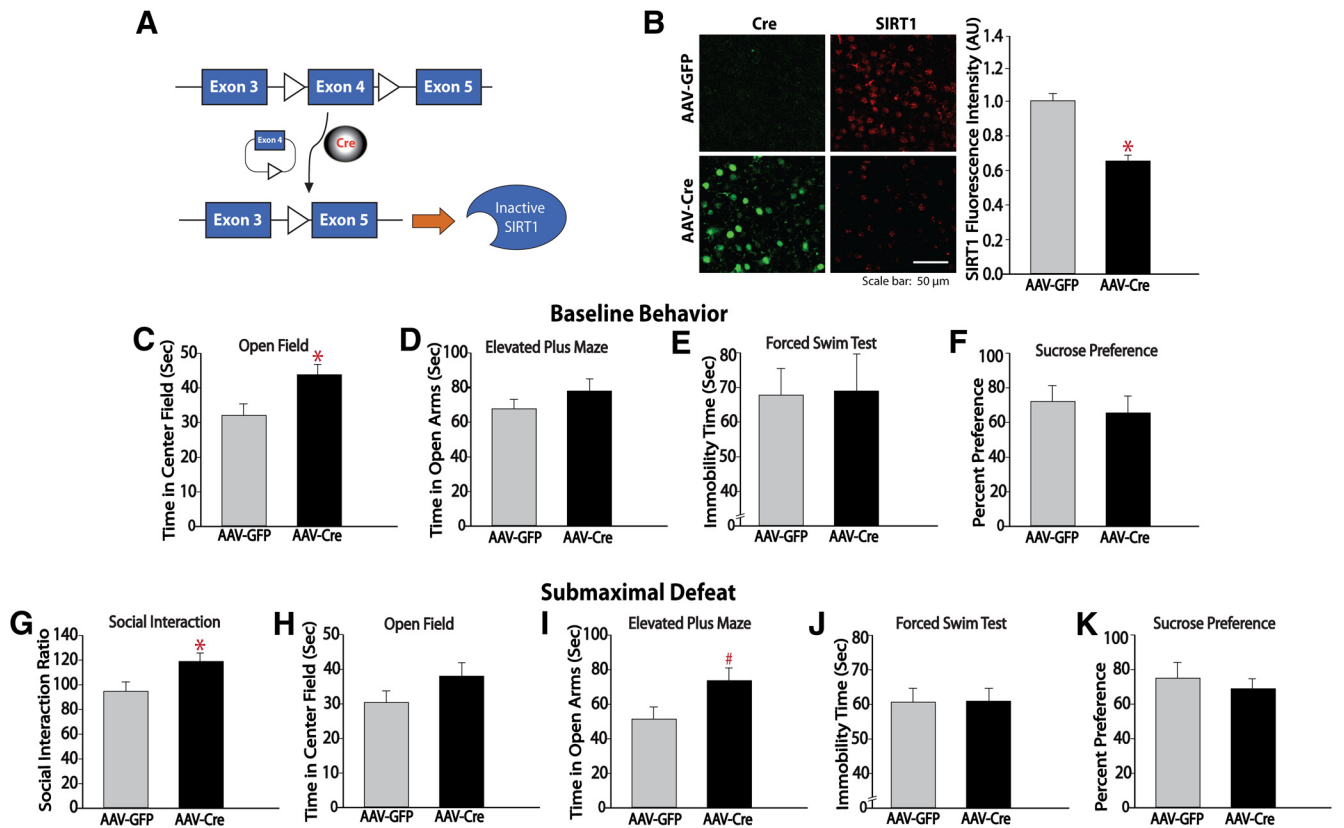 A
Exon 3
Exon 4
Exon 5
Exon 4
Cre
Exon 3
Exon 5
Inactive
SIRT1
B
Cre
SIRT1
AAV-GFP
AAV-Cre
Scale bar: 50 µm
SIRT1 Fluorescence Intensity (AU)
1.4
1.2
1.0
0.8
0.6
0.4
0.2
0.0
*
AAV-GFP
AAV-Cre
Baseline Behavior
C
Open Field
Time in Center Field (Sec)
50
40
30
20
10
0
*
AAV-GFP
AAV-Cre
D
Elevated Plus Maze
Time in Open Arms (Sec)
100
80
60
40
20
0
AAV-GFP
AAV-Cre
E
Forced Swim Test
Immobility Time (Sec)
80
70
60
40
0
AAV-GFP
AAV-Cre
F
Sucrose Preference
Percent Preference
100
80
60
40
20
0
AAV-GFP
AAV-Cre
Submaximal Defeat
G
Social Interaction
Social Interaction Ratio
140
120
100
80
60
40
20
0
*
AAV-GFP
AAV-Cre
H
Open Field
Time in Center Field (Sec)
50
40
30
20
10
0
AAV-GFP
AAV-Cre
I
Elevated Plus Maze
Time in Open Arms (Sec)
100
80
60
40
20
0
#
AAV-GFP
AAV-Cre
J
Forced Swim Test
Immobility Time (Sec)
80
70
60
40
0
AAV-GFP
AAV-Cre
K
Sucrose Preference
Percent Preference
100
80
60
40
20
0
AAV-GFP
AAV-Cre